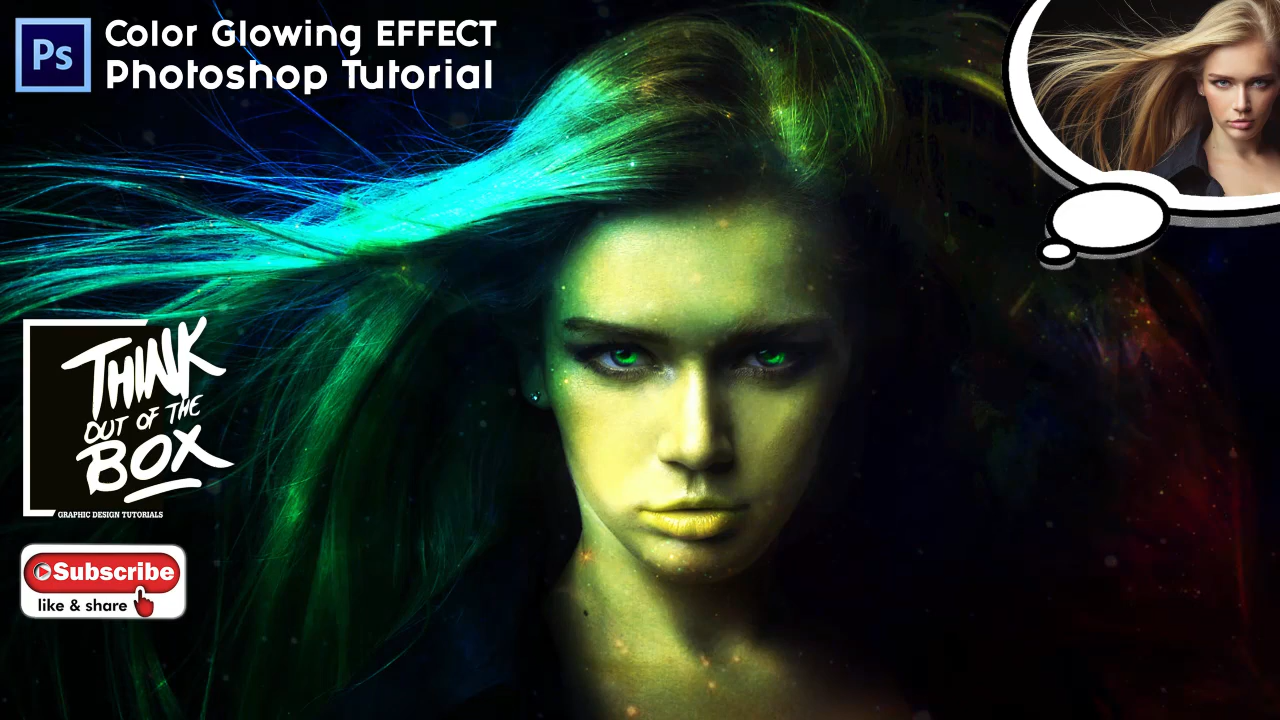 Ps
Color Glowing EFFECT
Photoshop Tutorial
THINK
OUT OF THE
BOX
GRAPHIC DESIGN TUTORIALS
Subscribe
like & share